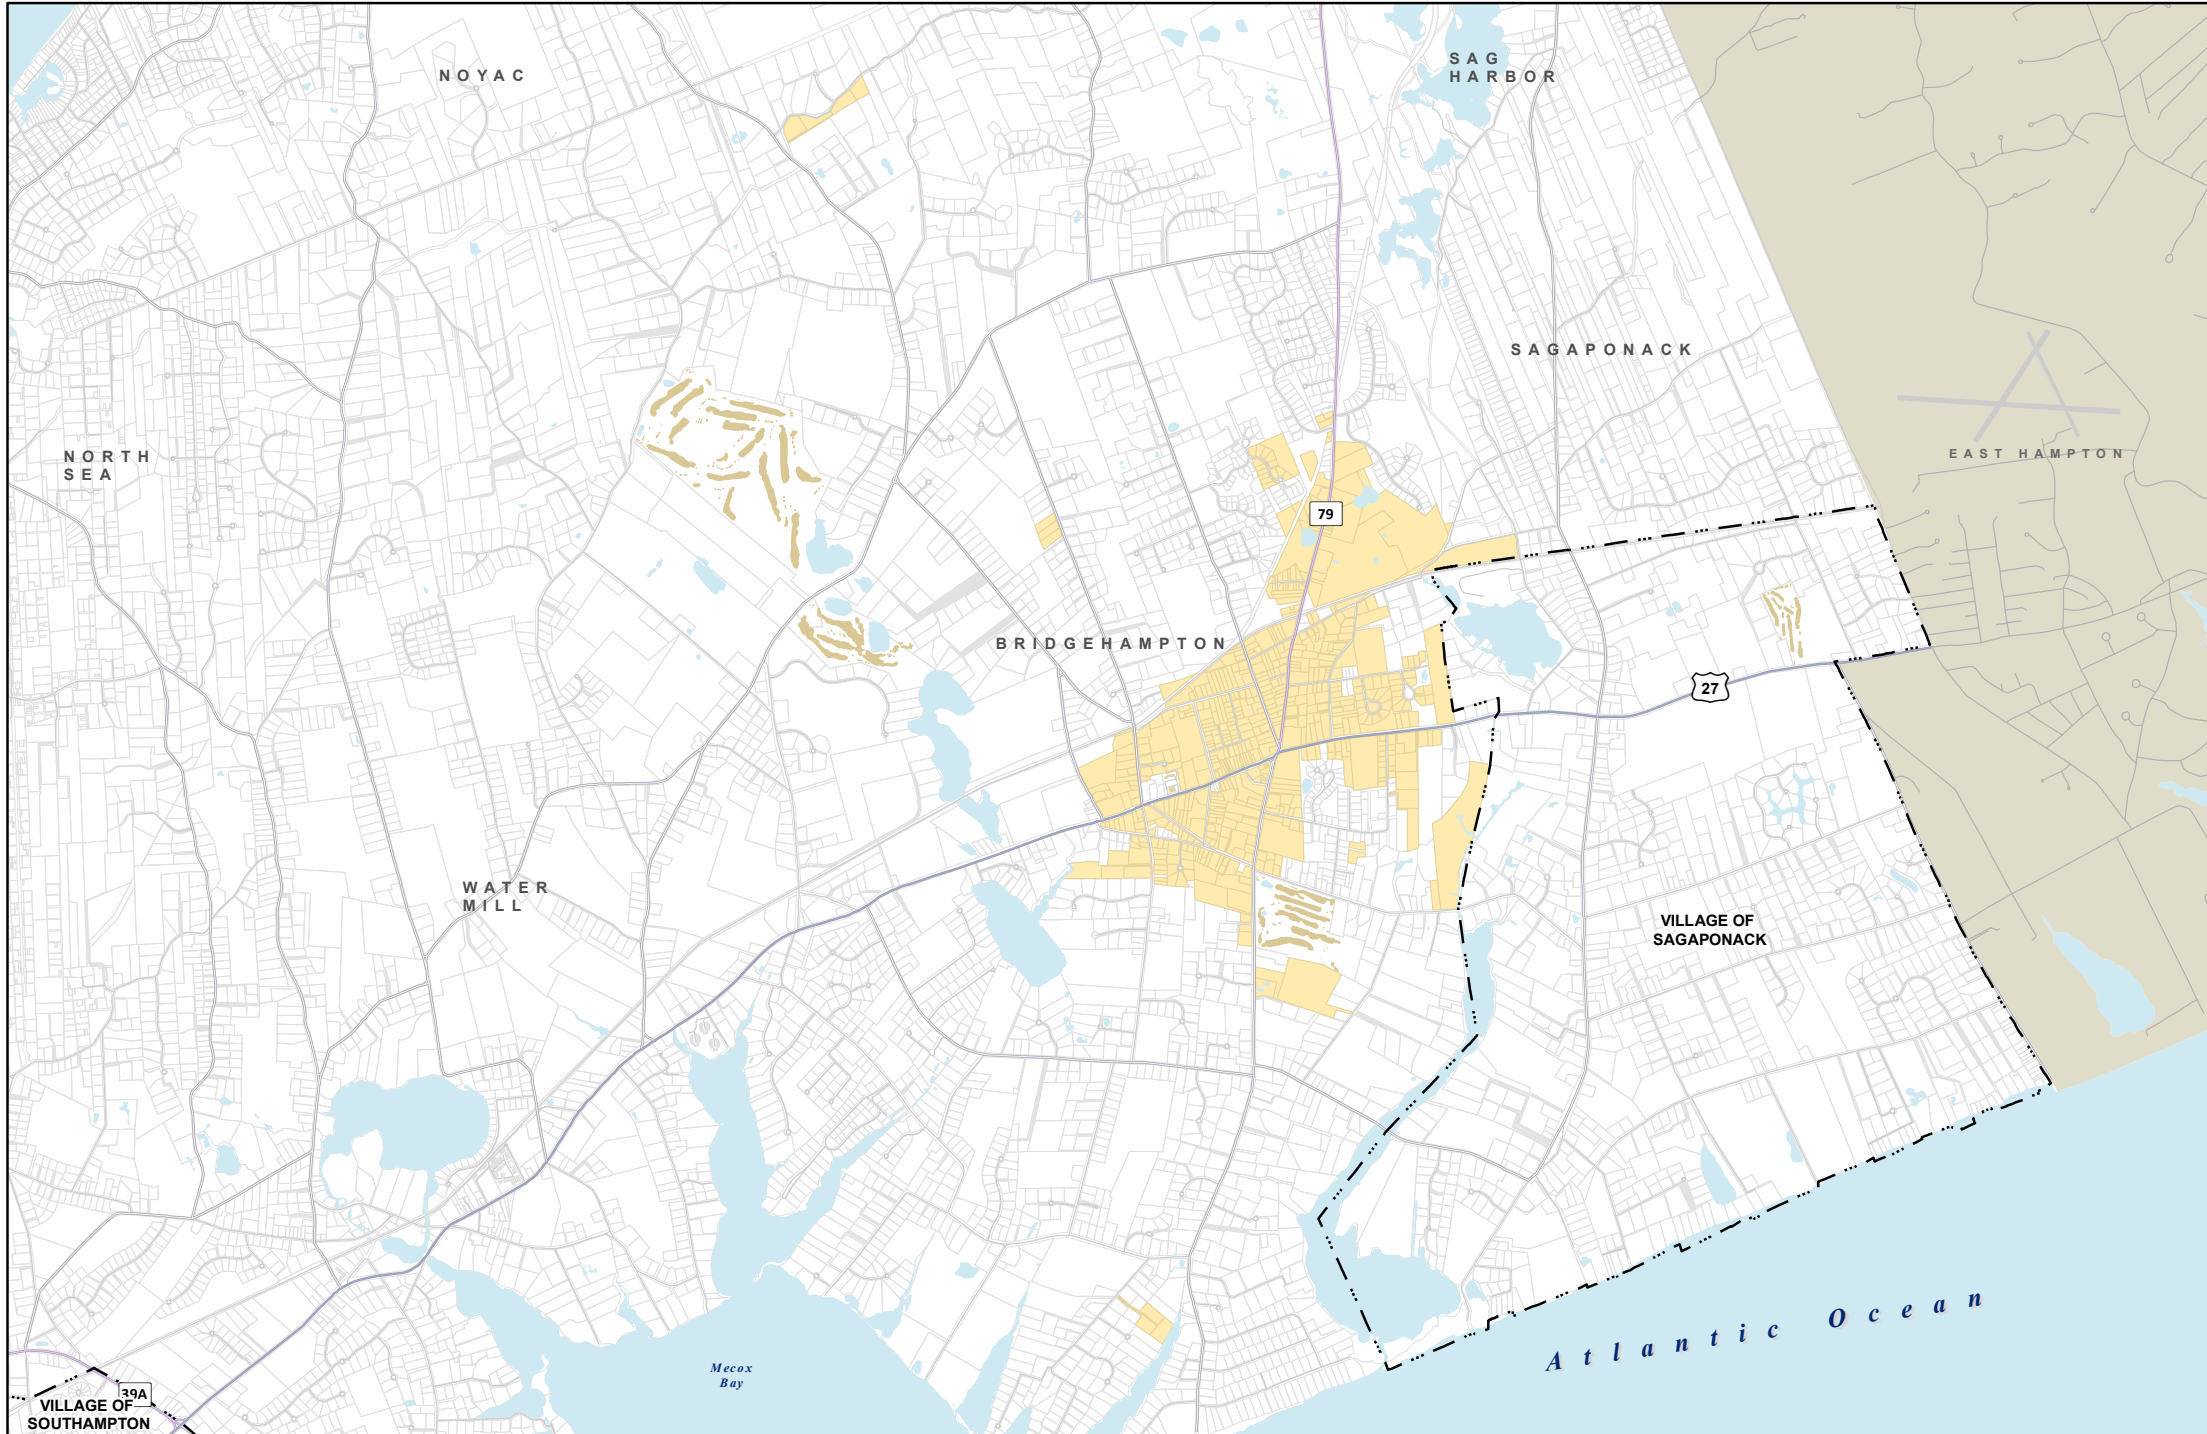 NOYAC
SAG
HARBOR
SAGAPONACK
EAST HAMPTON
NORTH
SEA
79
BRIDGEHAMPTON
27
WATER
MILL
VILLAGE OF
SAGAPONACK
Atlantic Ocean
Mecox
Bay
39A
VILLAGE OF
SOUTHAMPTON